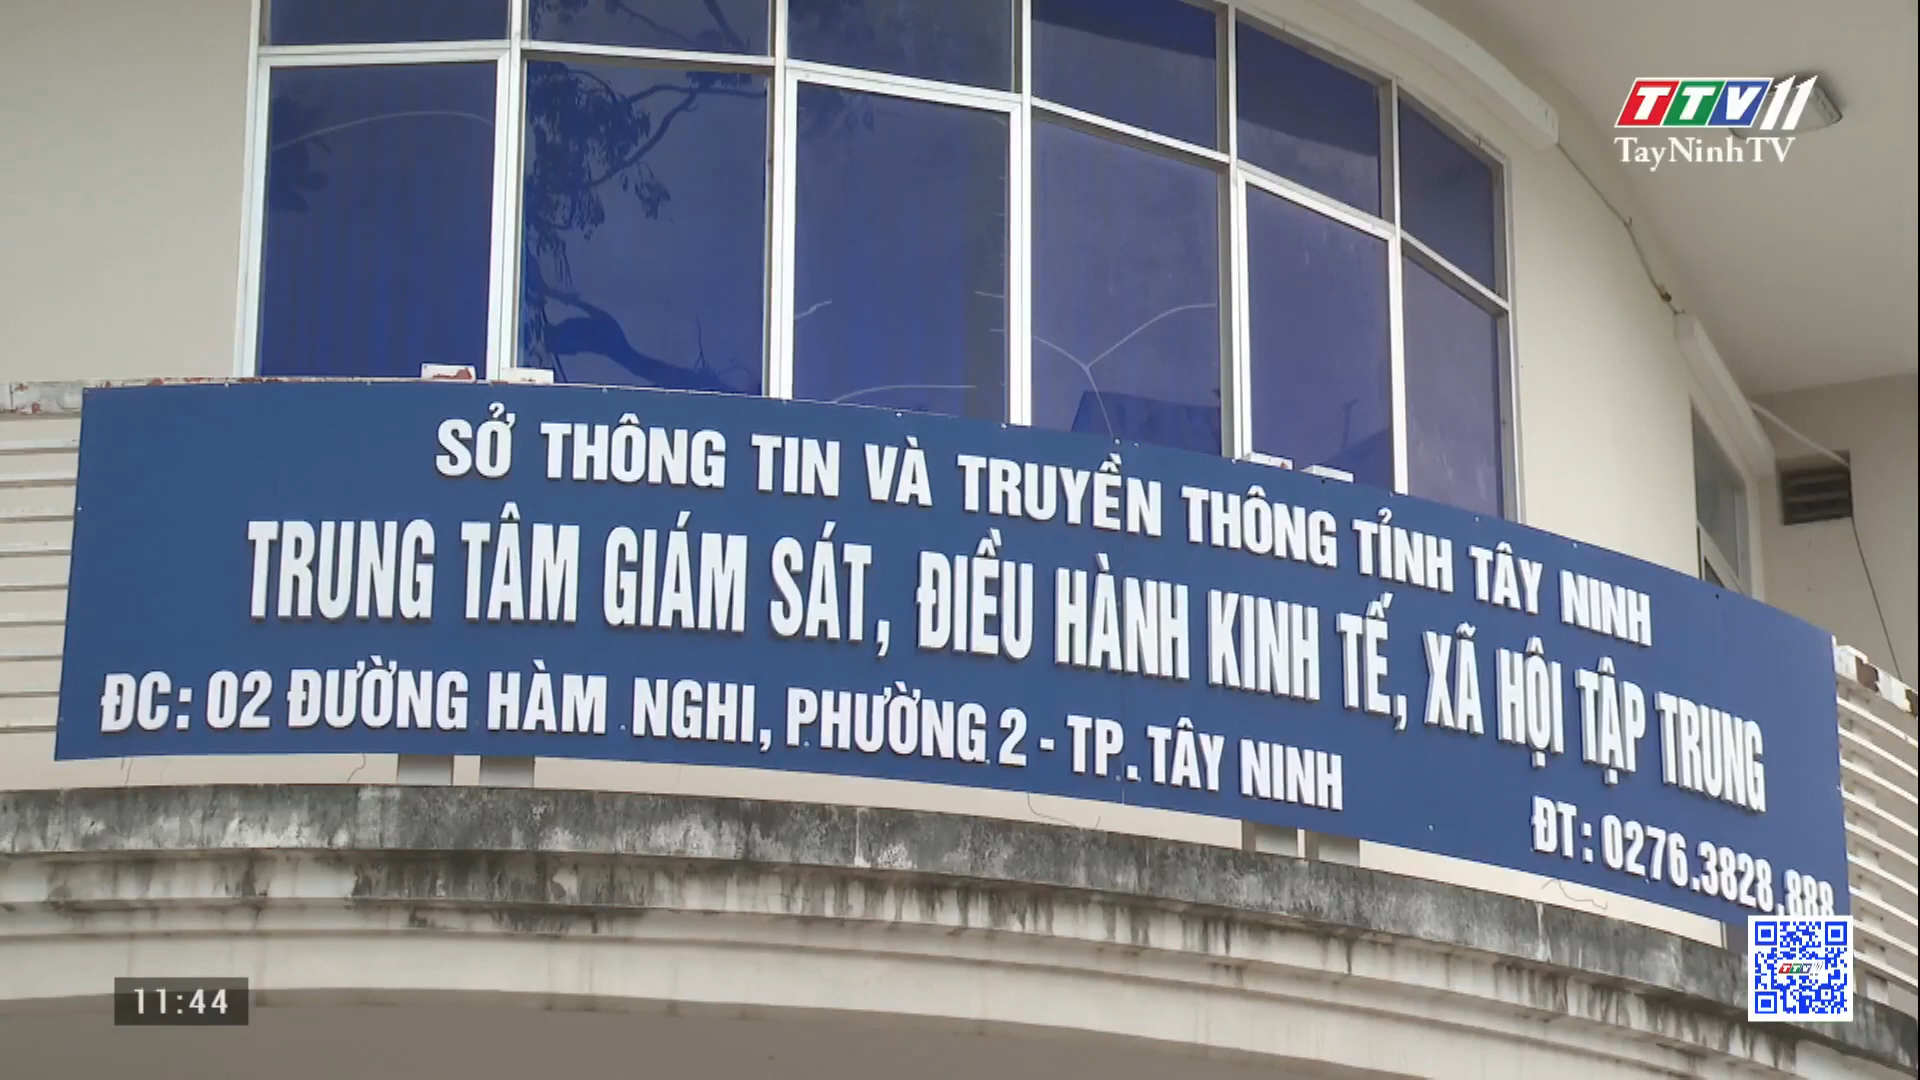 TTV11
TayNinhTV
SỞ THÔNG TIN VÀ TRUYỀN THÔNG TỈNH TÂY NINH
TRUNG TÂM GIÁM SÁT, ĐIỀU HÀNH KINH TẾ, XÃ HỘI TẬP TRUNG
ĐC: 02 ĐƯỜNG HÀM NGHI, PHƯỜNG 2 - TP. TÂY NINH
ĐT: 0276.3828.888
11:44
TTV11